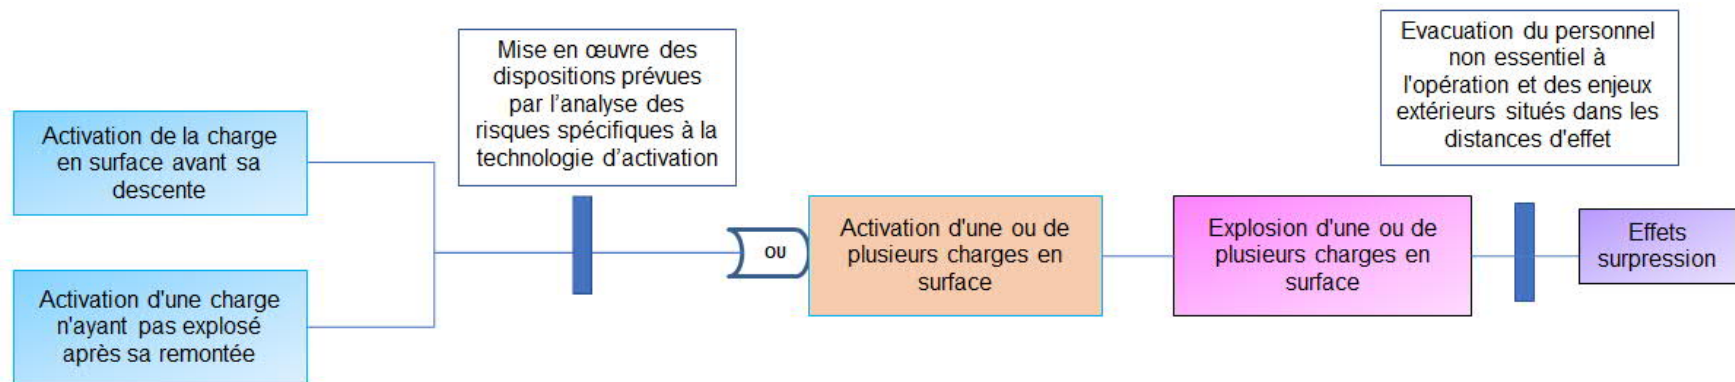 Activation de la charge
en surface avant sa
descente
Activation d'une charge
n'ayant pas explosé
après sa remontée
Mise en œuvre des
dispositions prévues
par l’analyse des
risques spécifiques à la
technologie d’activation
OU
Activation d'une ou de
plusieurs charges en
surface
Explosion d'une ou de
plusieurs charges en
surface
Evacuation du personnel
non essentiel à
l'opération et des enjeux
extérieurs situés dans les
distances d'effet
Effets
surpression